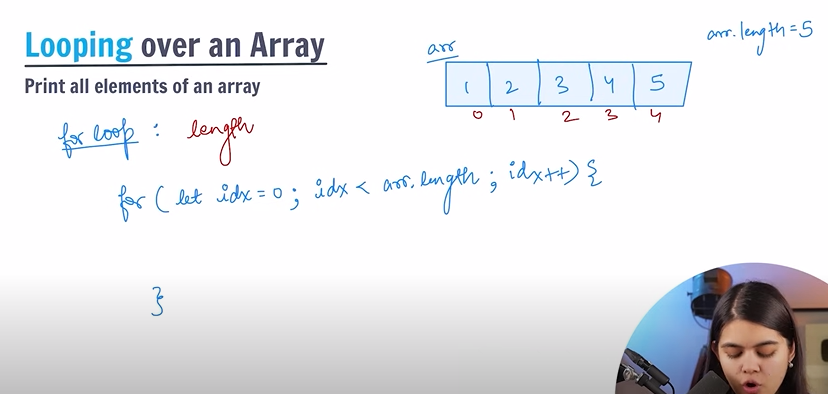 Looping over an Array
Print all elements of an array
arr
arr.length = 5
1 2 3 4 5
0 1 2 3 4
for loop : length
for ( let idx = 0 ; idx < arr.length ; idx++ ) {
}